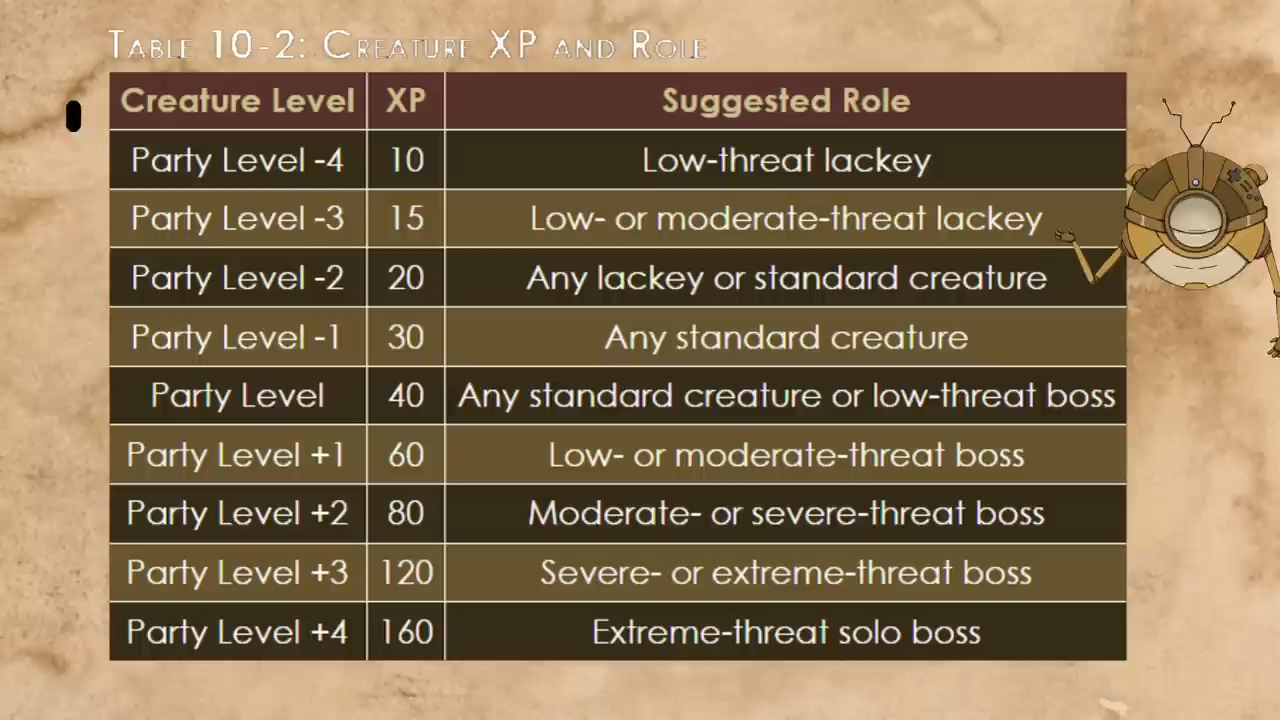 Table 10-2: Creature XP and Role
Creature Level XP Suggested Role
Party Level -4 10 Low-threat lackey
Party Level -3 15 Low- or moderate-threat lackey
Party Level -2 20 Any lackey or standard creature
Party Level -1 30 Any standard creature
Party Level 40 Any standard creature or low-threat boss
Party Level +1 60 Low- or moderate-threat boss
Party Level +2 80 Moderate- or severe-threat boss
Party Level +3 120 Severe- or extreme-threat boss
Party Level +4 160 Extreme-threat solo boss